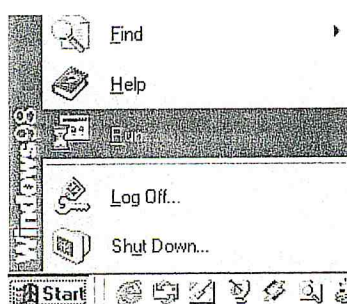 Find
Help
Run...
Log Off...
Shut Down...
Windows98
Start